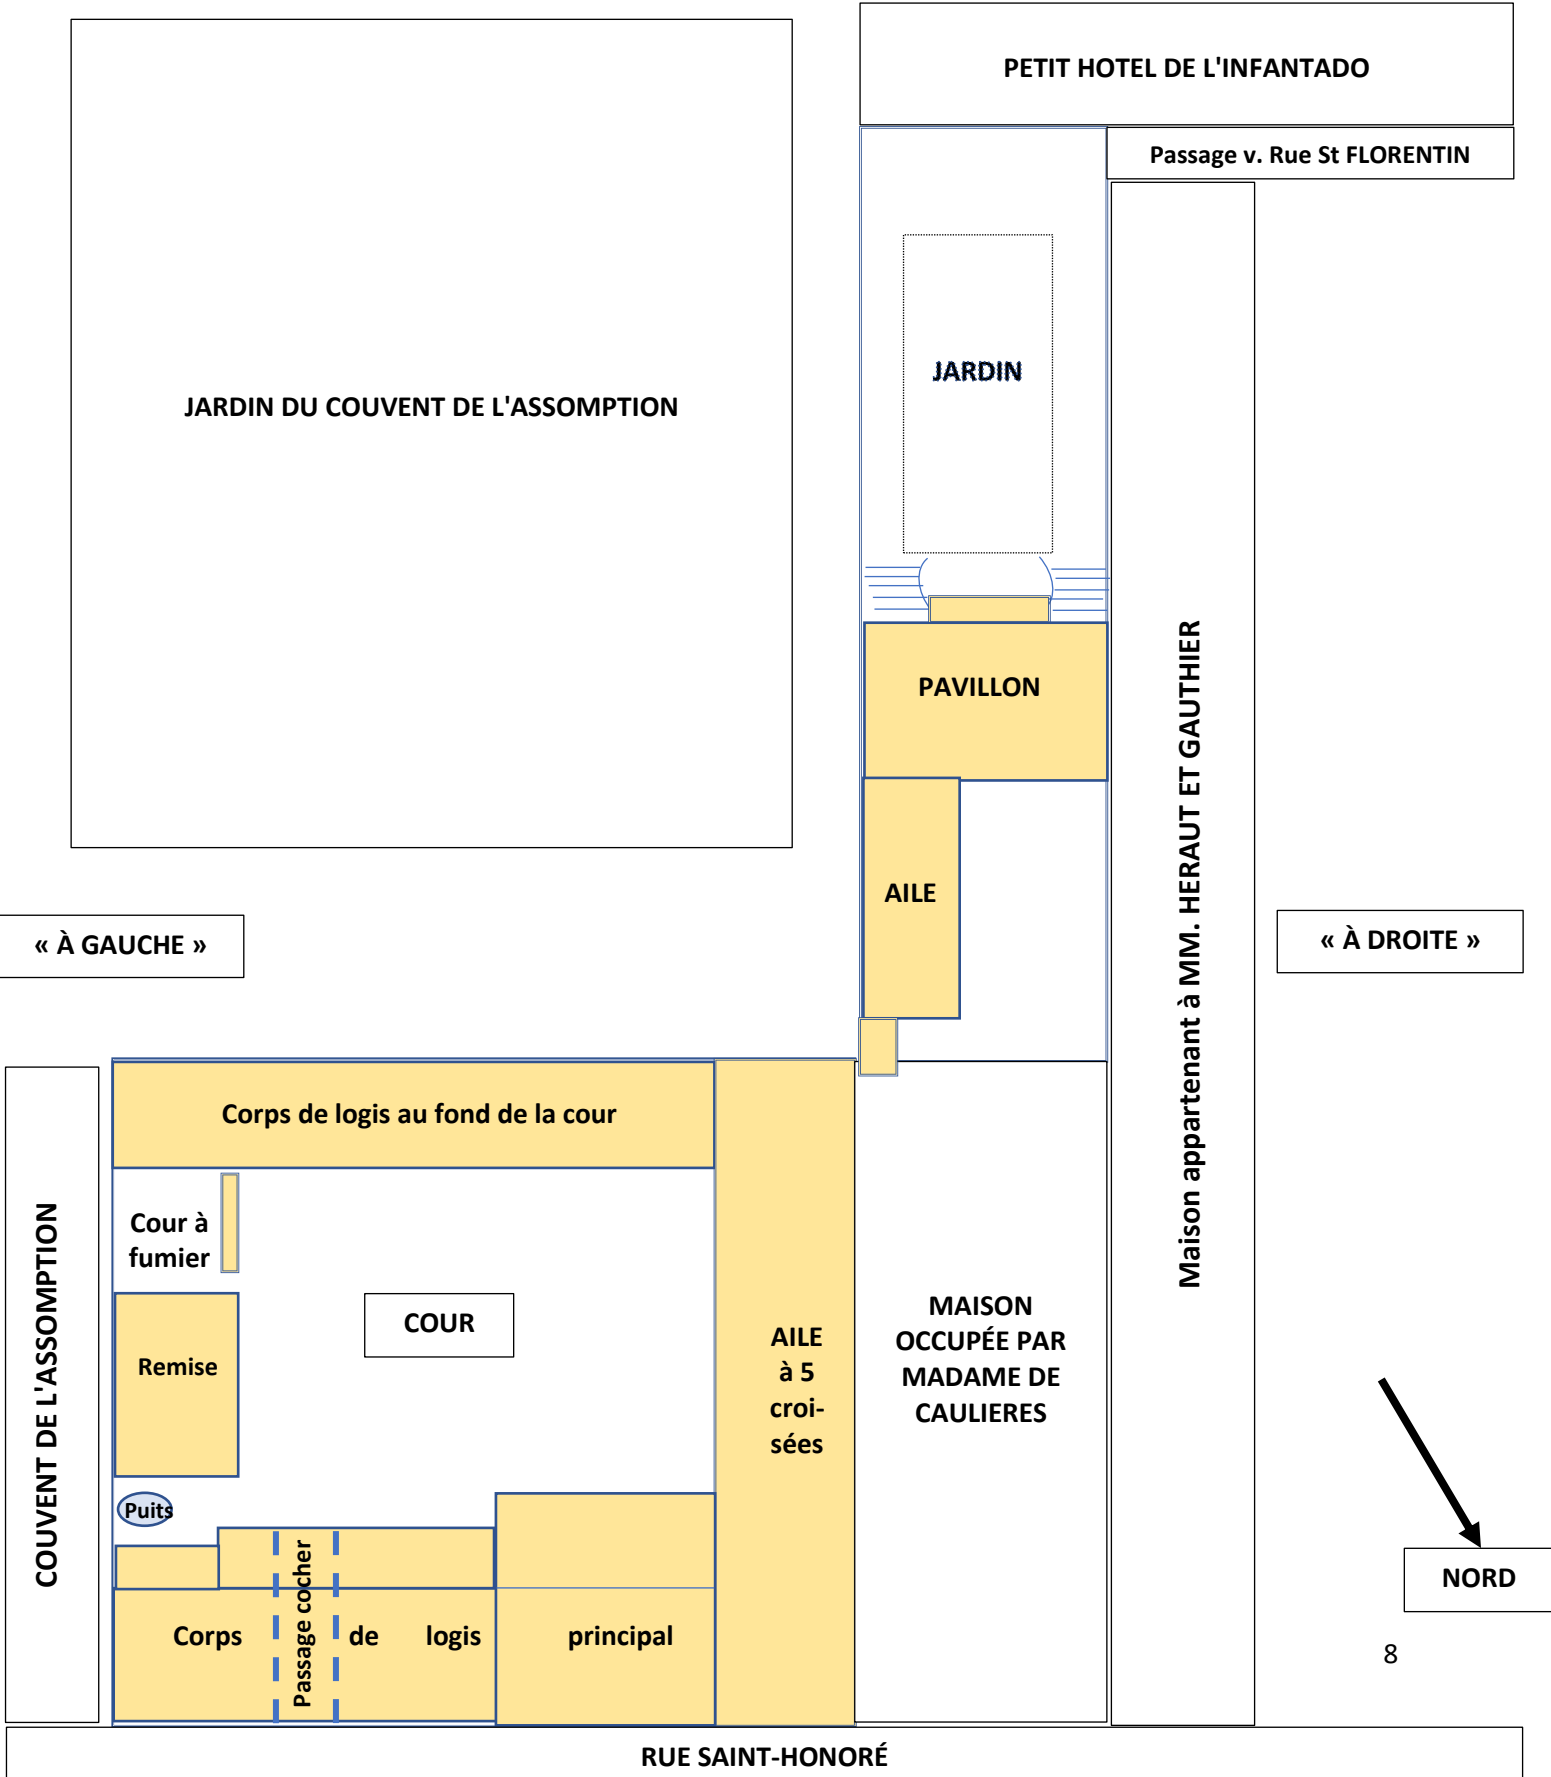 PETIT HOTEL DE L'INFANTADO
Passage v. Rue St FLORENTIN
JARDIN
JARDIN DU COUVENT DE L'ASSOMPTION
PAVILLON
AILE
Maison appartenant à MM. HERAUT ET GAUTHIER
« À GAUCHE »
« À DROITE »
Corps de logis au fond de la cour
COUVENT DE L'ASSOMPTION
Cour à
fumier
COUR
Remise
AILE
à 5
croi-
sées
MAISON
OCCUPÉE PAR
MADAME DE
CAULIERES
Puits
Passage cocher
Corps de logis principal
NORD
8
RUE SAINT-HONORÉ